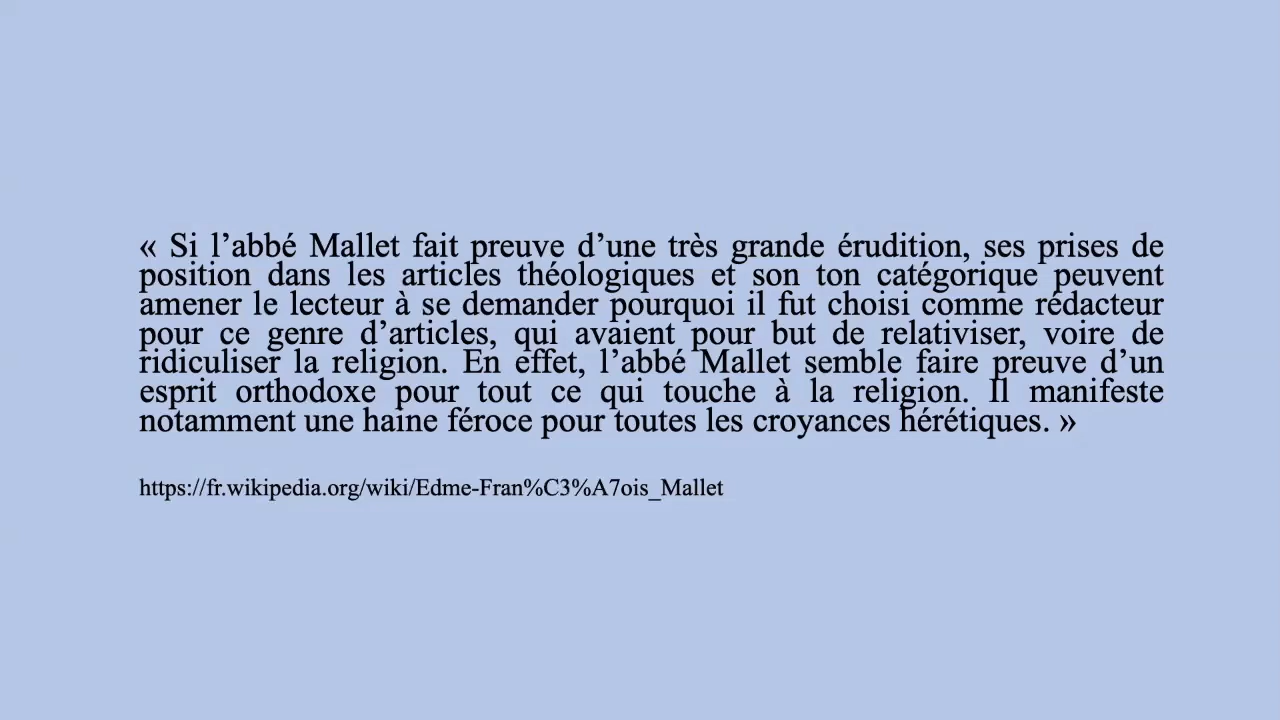 « Si l’abbé Mallet fait preuve d’une très grande érudition, ses prises de
position dans les articles théologiques et son ton catégorique peuvent
amener le lecteur à se demander pourquoi il fut choisi comme rédacteur
pour ce genre d’articles, qui avaient pour but de relativiser, voire de
ridiculiser la religion. En effet, l’abbé Mallet semble faire preuve d’un
esprit orthodoxe pour tout ce qui touche à la religion. Il manifeste
notamment une haine féroce pour toutes les croyances hérétiques. »
https://fr.wikipedia.org/wiki/Edme-Fran%C3%A7ois_Mallet